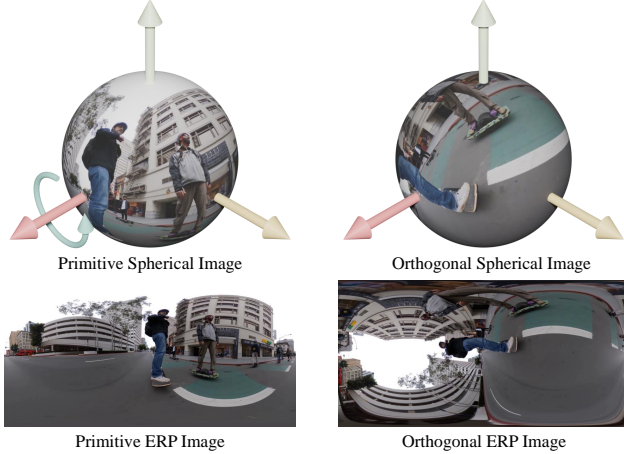 Primitive Spherical Image
Orthogonal Spherical Image
Primitive ERP Image
Orthogonal ERP Image